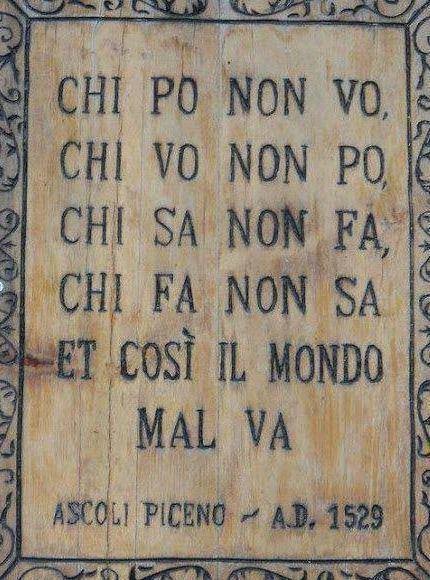 CHI PO NON VO,
CHI VO NON PO,
CHI SA NON FA,
CHI FA NON SA
ET COSÌ IL MONDO
MAL VA
ASCOLI PICENO ~ A.D. 1529